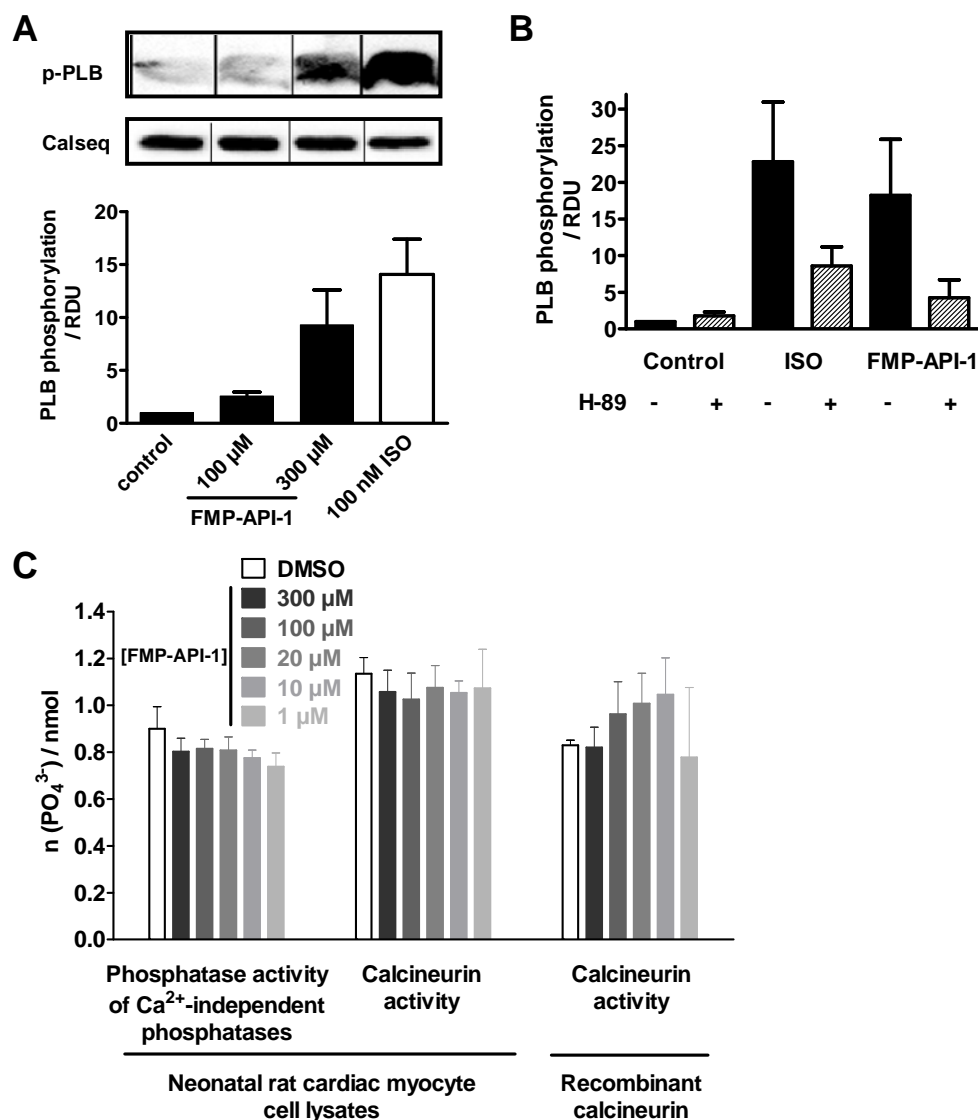 A
p-PLB
Calseq
PLB phosphorylation
/ RDU
20
15
10
5
0
control
100 µM
300 µM
100 nM ISO
FMP-API-1
B
PLB phosphorylation
/ RDU
30
25
20
15
10
5
0
Control ISO FMP-API-1
H-89 - + - + - +
C
DMSO
[FMP-API-1]
300 µM
100 µM
20 µM
10 µM
1 µM
n (PO₄³⁻) / nmol
1.4
1.2
1.0
0.8
0.6
0.4
0.2
0.0
Phosphatase activity
of Ca²⁺-independent
phosphatases
Calcineurin
activity
Calcineurin
activity
Neonatal rat cardiac myocyte
cell lysates
Recombinant
calcineurin